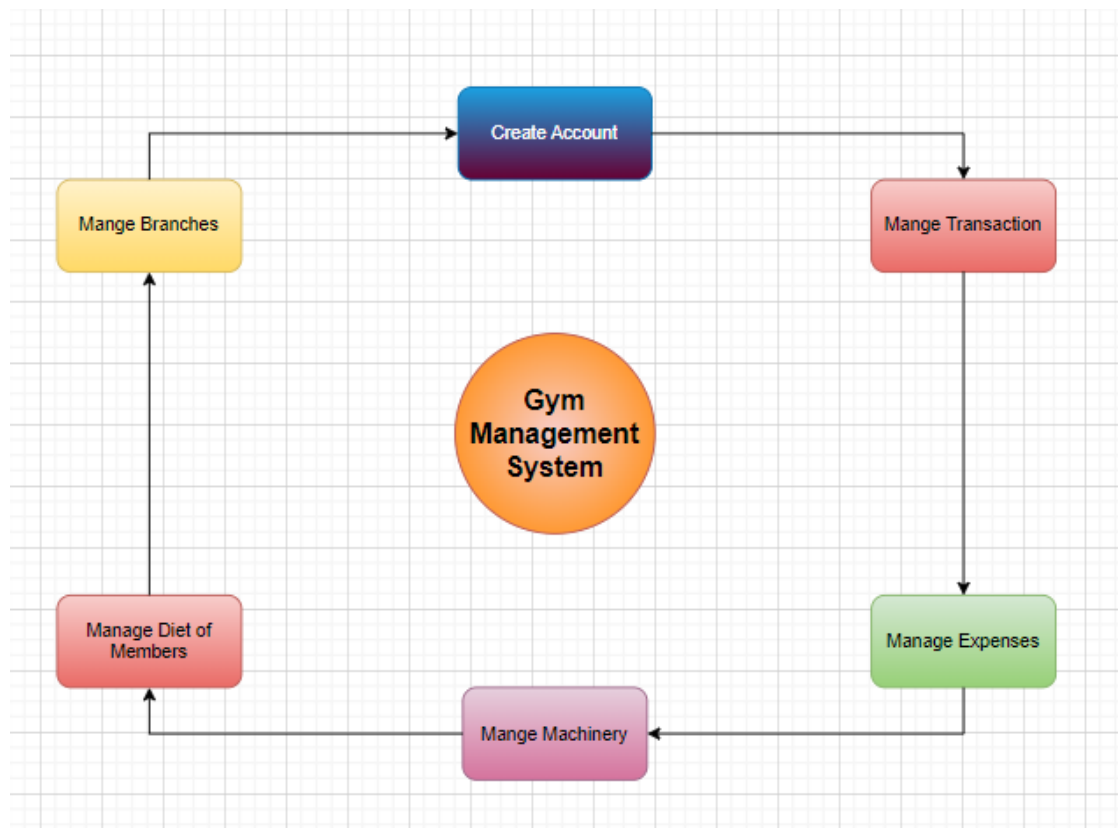 Create Account
Mange Branches
Mange Transaction
Gym
Management
System
Manage Diet of
Members
Manage Expenses
Mange Machinery